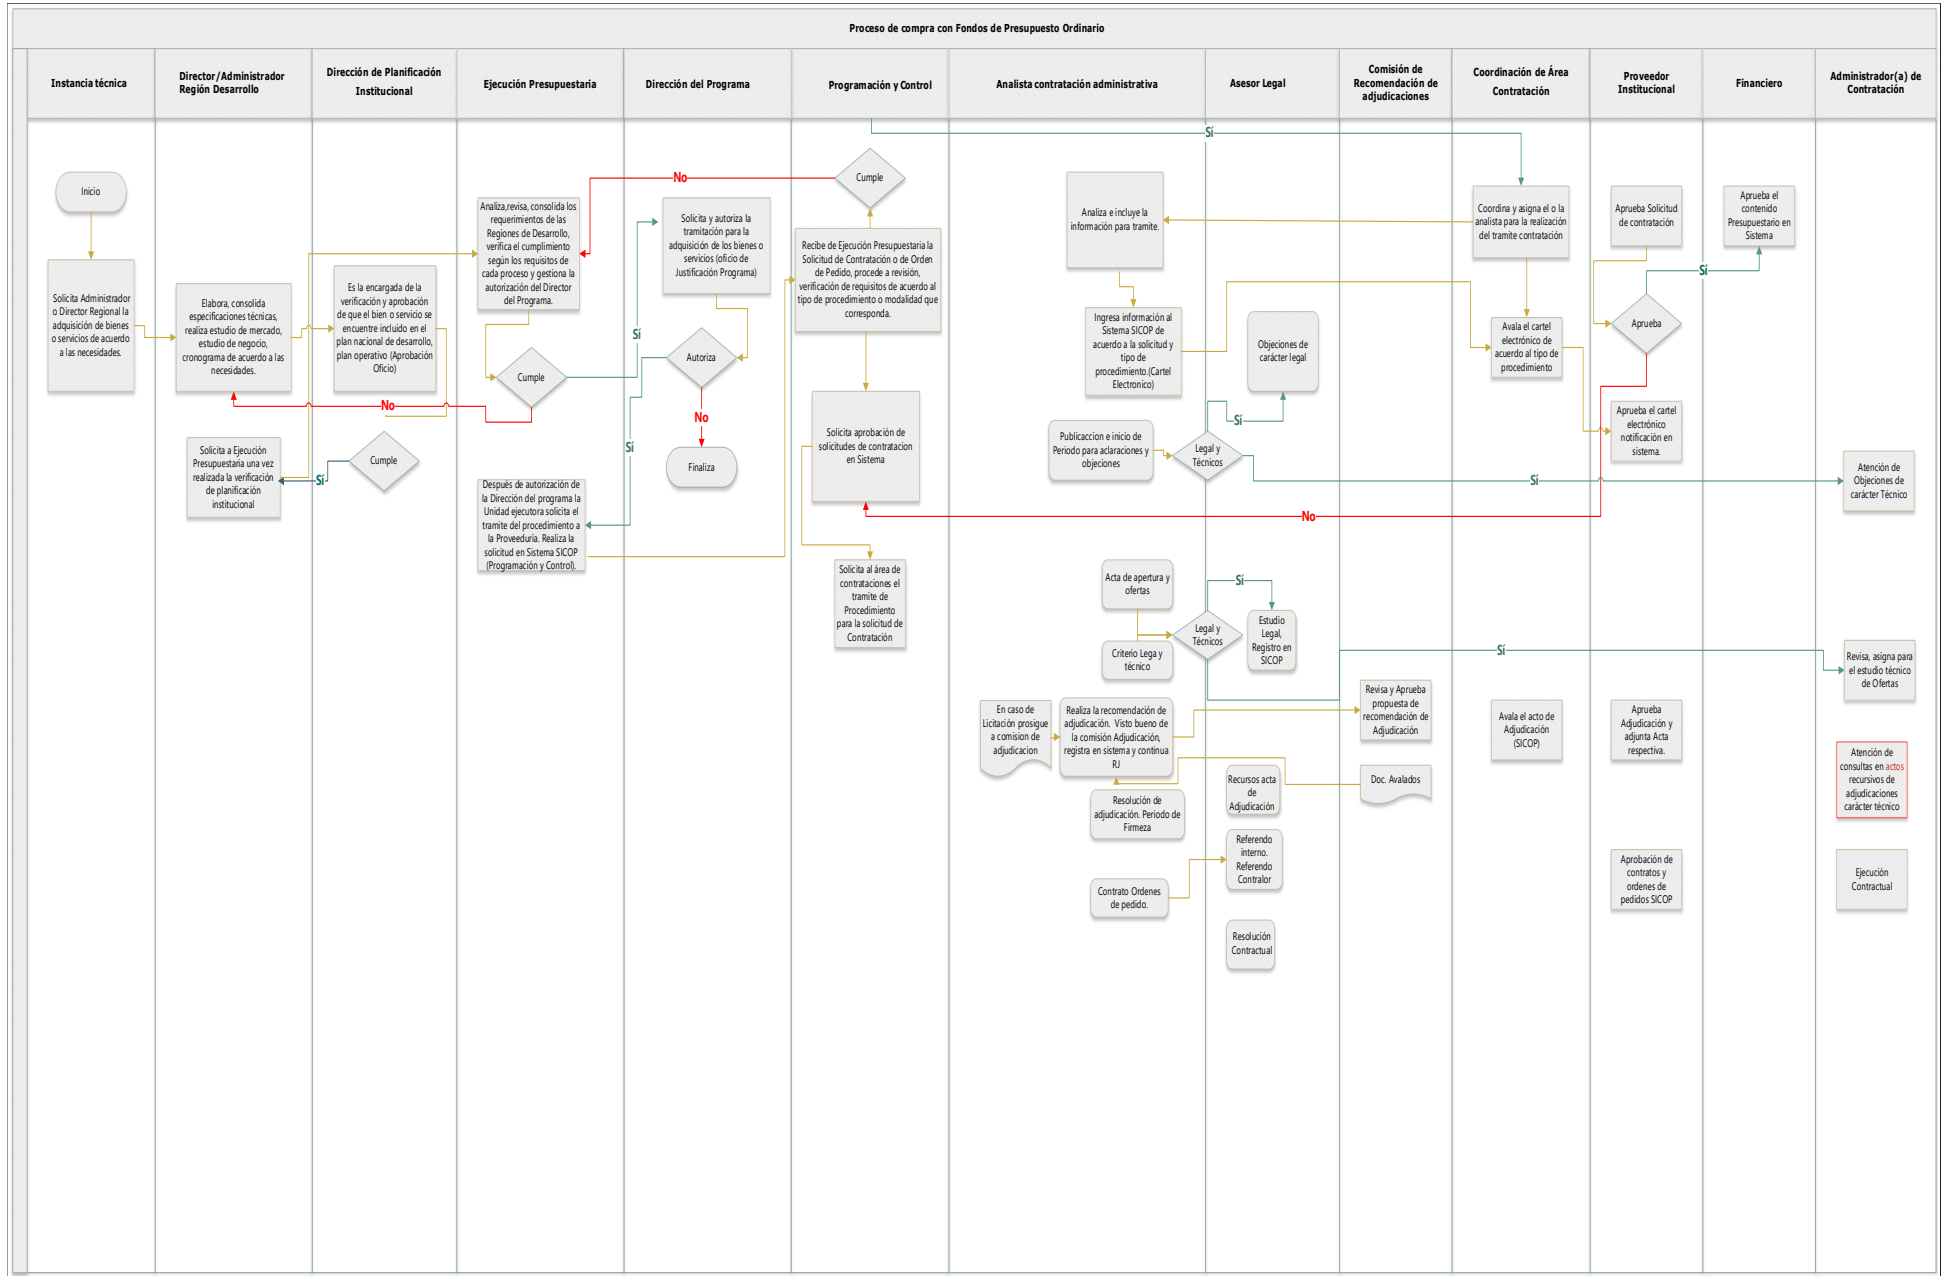 Proceso de compra con Fondos de Presupuesto Ordinario
Instancia técnica
Director/Administrador
Región Desarrollo
Dirección de Planificación
Institucional
Ejecución Presupuestaria
Dirección del Programa
Programación y Control
Analista contratación administrativa
Asesor Legal
Comisión de
Recomendación de
adjudicaciones
Coordinación de Área
Contratación
Proveedor
Institucional
Financiero
Administrador(a) de
Contratación
Inicio
Solicita Administrador
o Director Regional la
adquisición de bienes
o servicios de acuerdo
a las necesidades.
Elabora, consolida
especificaciones técnicas,
realiza estudio de mercado,
estudio de negocio,
cronograma de acuerdo a las
necesidades.
No
Solicita a Ejecución
Presupuestaria una vez
realizada la verificación
de planificación
institucional
Es la encargada de la
verificación y aprobación
de que el bien o servicio se
encuentre incluido en el
plan nacional de desarrollo,
plan operativo (Aprobación
Oficio)
Cumple
Sí
Analiza,revisa, consolida los
requerimientos de las
Regiones de Desarrollo,
verifica el cumplimiento
según los requisitos de
cada proceso y gestiona la
autorización del Director
del Programa.
Cumple
Sí
Después de autorización de
la Dirección del programa la
Unidad ejecutora solicita el
tramite del procedimiento a
la Proveeduría. Realiza la
solicitud en Sistema SICOP
(Programación y Control).
No
Solicita y autoriza la
tramitación para la
adquisición de los bienes o
servicios (oficio de
Justificación Programa)
Autoriza
Sí
No
Finaliza
Cumple
Sí
Recibe de Ejecución Presupuestaria la
Solicitud de Contratación o de Orden
de Pedido, procede a revisión,
verificación de requisitos de acuerdo al
tipo de procedimiento o modalidad que
corresponda.
Solicita aprobación de
solicitudes de contratacion
en Sistema
Solicita al área de
contrataciones el
tramite de
Procedimiento
para la solicitud de
Contratación
Analiza e incluye la
información para tramite.
Ingresa información al
Sistema SICOP de
acuerdo a la solicitud y
tipo de
procedimiento.(Cartel
Electronico)
Publicaccion e inicio de
Periodo para aclaraciones y
objeciones
Legal y
Técnicos
Sí
Objeciones de
carácter legal
Sí
No
Acta de apertura y
ofertas
Criterio Lega y
técnico
Legal y
Técnicos
Sí
Estudio
Legal,
Registro en
SICOP
Sí
En caso de
Licitación prosigue
a comision de
adjudicacion
Realiza la recomendación de
adjudicación. Visto bueno de
la comisión Adjudicación,
registra en sistema y continua
RJ
Resolución de
adjudicación. Periodo de
Firmeza
Contrato Ordenes
de pedido.
Recursos acta
de
Adjudicación
Referendo
interno.
Referendo
Contralor
Resolución
Contractual
Revisa y Aprueba
propuesta de
recomendación de
Adjudicación
Doc. Avalados
Coordina y asigna el o la
analista para la realización
del tramite contratación
Avala el cartel
electrónico de
acuerdo al tipo de
procedimiento
Avala el acto de
Adjudicación
(SICOP)
Aprueba Solicitud
de contratación
Aprueba
Sí
Aprueba el cartel
electrónico
notificación en
sistema.
Aprueba
Adjudicación y
adjunta Acta
respectiva.
Aprobación de
contratos y
ordenes de
pedidos SICOP
Aprueba el
contenido
Presupuestario en
Sistema
Atención de
Objeciones de
carácter Técnico
Revisa, asigna para
el estudio técnico
de Ofertas
Atención de
consultas en actos
recursivos de
adjudicaciones
carácter técnico
Ejecución
Contractual